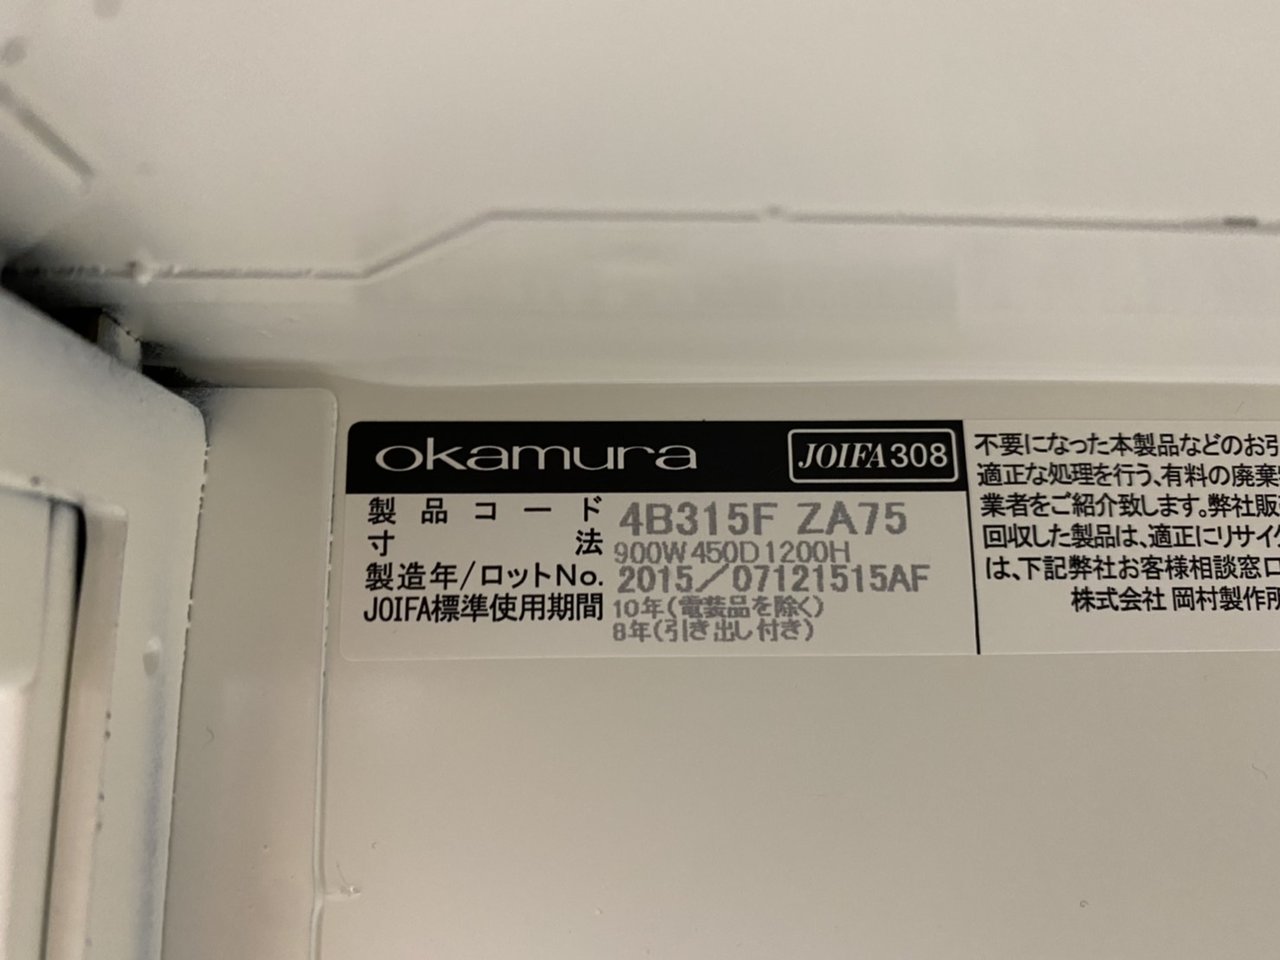 okamura JOIFA308
製品コード 4B315F ZA75
寸法 900W450D1200H
製造年/ロットNo. 2015/07121515AF
JOIFA標準使用期間 10年(電装品を除く)
8年(引き出し付き)
不要になった本製品などのお引
適正な処理を行う、有料の廃棄
業者をご紹介致します。弊社販
回収した製品は、適正にリサイク
は、下記弊社お客様相談窓口
株式会社 岡村製作所